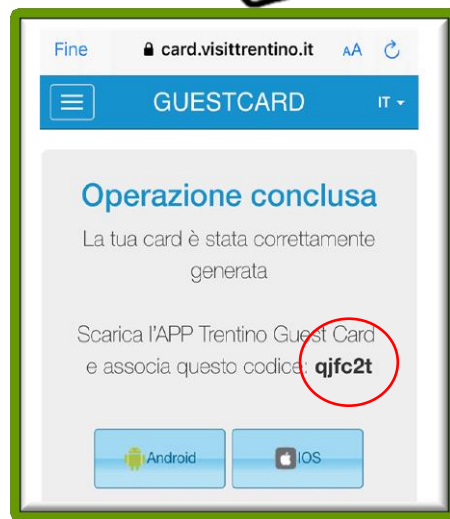 Fine card.visittrentino.it AA
GUESTCARD IT
Operazione conclusa
La tua card è stata correttamente
generata
Scarica l'APP Trentino Guest Card
e associa questo codice: qjfc2t
Android IOS